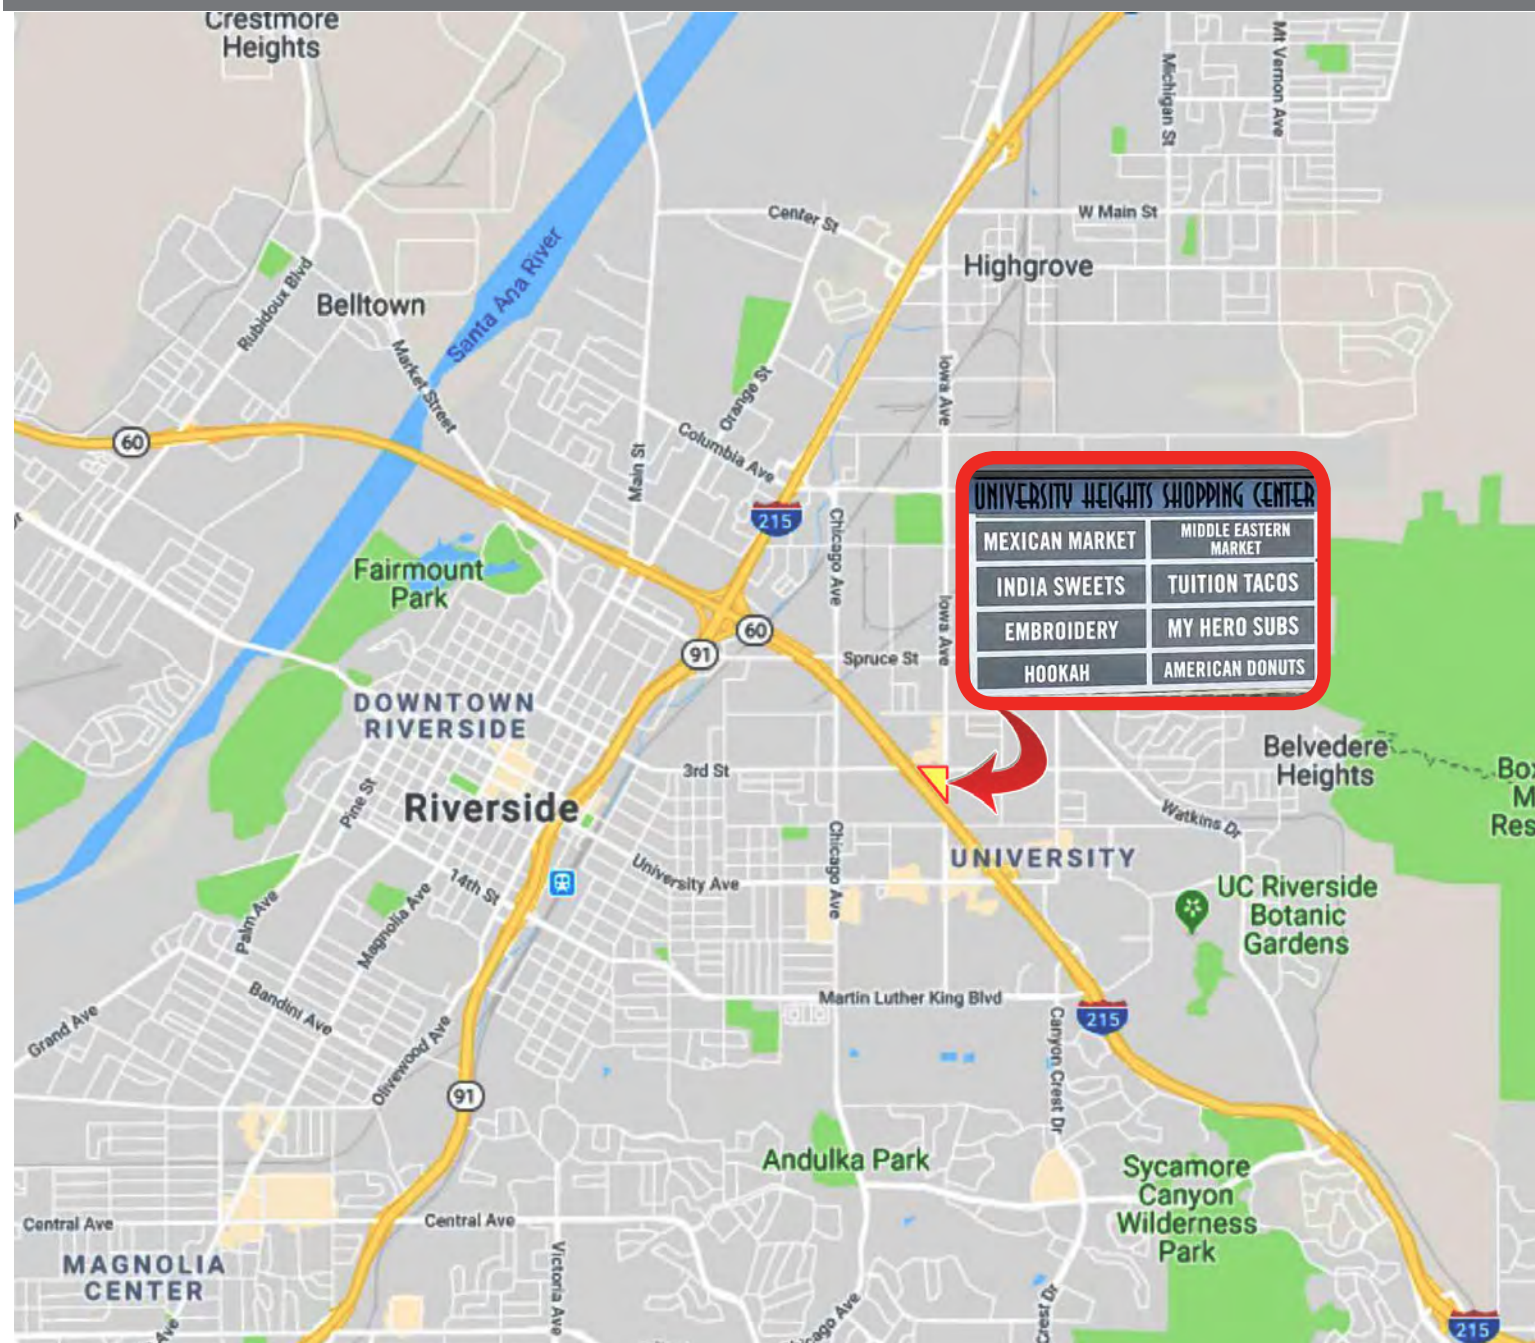 Crestmore
Heights
Mt Vernon Ave
Michigan St
Center St
W Main St
Santa Ana River
Highgrove
Rubidoux Blvd
Belltown
Market Street
Iowa Ave
Orange St
Columbia Ave
60
Main St
215
Chicago Ave
UNIVERSITY HEIGHTS SHOPPING CENTER
MEXICAN MARKET
MIDDLE EASTERN
MARKET
INDIA SWEETS
TUITION TACOS
EMBROIDERY
MY HERO SUBS
HOOKAH
AMERICAN DONUTS
Fairmount
Park
Iowa Ave
60
91
Spruce St
DOWNTOWN
RIVERSIDE
Belvedere
Heights
Box
M
Res
3rd St
Pine St
Riverside
Watkins Dr
UNIVERSITY
Chicago Ave
University Ave
14th St
UC Riverside
Botanic
Gardens
Palm Ave
Magnolia Ave
Bandini Ave
Martin Luther King Blvd
215
Grand Ave
Olivewood Ave
Canyon Crest Dr
91
Andulka Park
Sycamore
Canyon
Wilderness
Park
Central Ave
Central Ave
MAGNOLIA
CENTER
Victoria Ave
icago Ave
Crest Dr
Ave
215